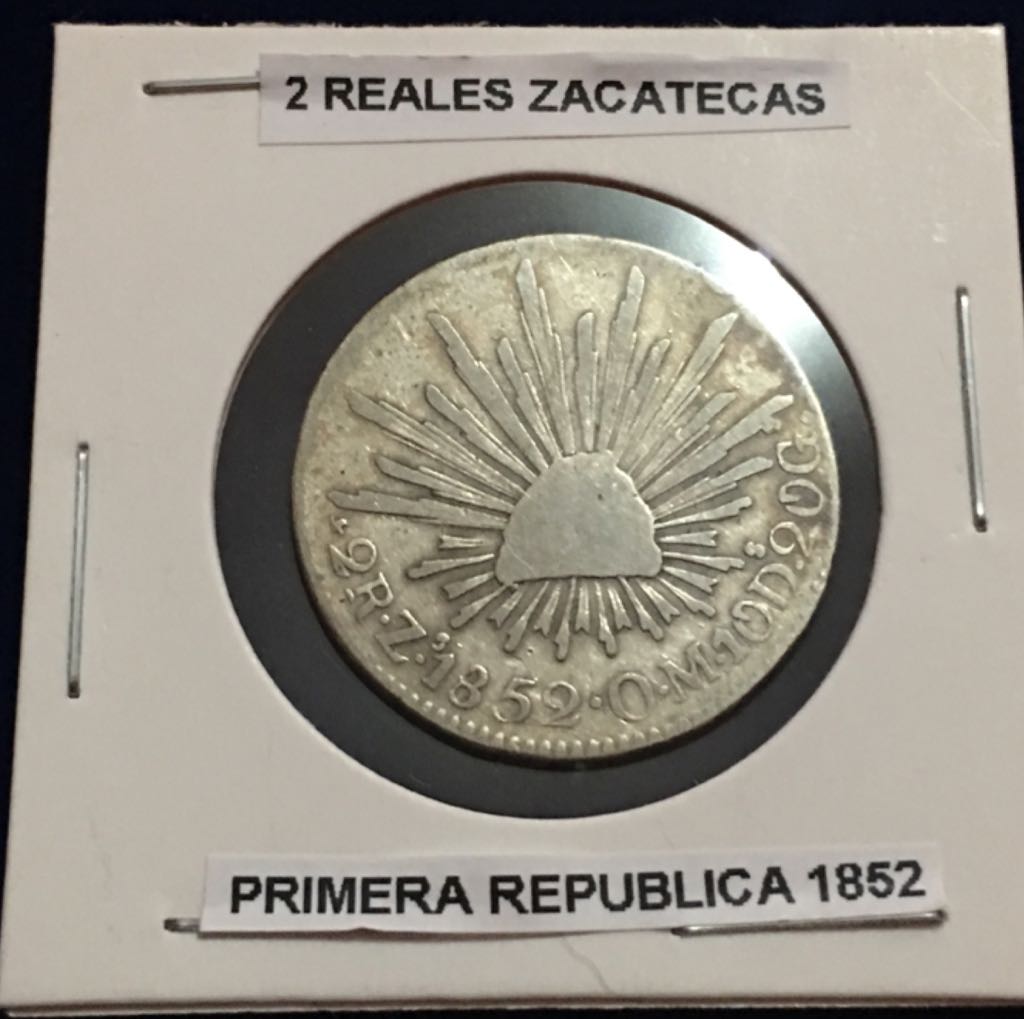 2 REALES ZACATECAS
2R·Z.s 1852·O·M·10D.s 20G.
PRIMERA REPUBLICA 1852